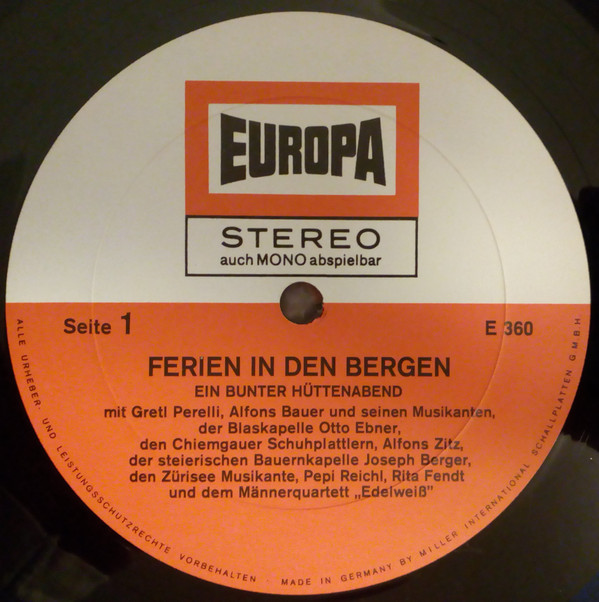 EUROPA
STEREO
auch MONO abspielbar
Seite 1
E 360
FERIEN IN DEN BERGEN
EIN BUNTER HÜTTENABEND
mit Gretl Perelli, Alfons Bauer und seinen Musikanten,
der Blaskapelle Otto Ebner,
den Chiemgauer Schuhplattlern, Alfons Zitz,
der steierischen Bauernkapelle Joseph Berger,
den Zürisee Musikante, Pepi Reichl, Rita Fendt
und dem Männerquartett „Edelweiß"
ALLE URHEBER- UND LEISTUNGSSCHUTZRECHTE VORBEHALTEN - MADE IN GERMANY BY MILLER INTERNATIONAL SCHALLPLATTEN G.M.B.H